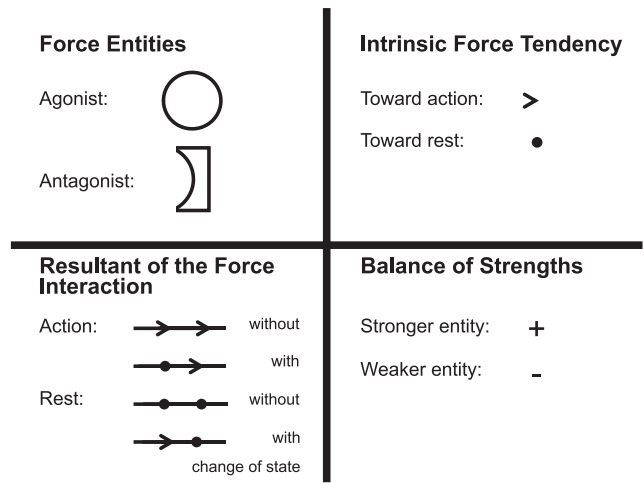 Force Entities
Agonist:
Antagonist:
Intrinsic Force Tendency
Toward action: >
Toward rest: •
Resultant of the Force
Interaction
Action: without
with
Rest: without
with
change of state
Balance of Strengths
Stronger entity: +
Weaker entity: -